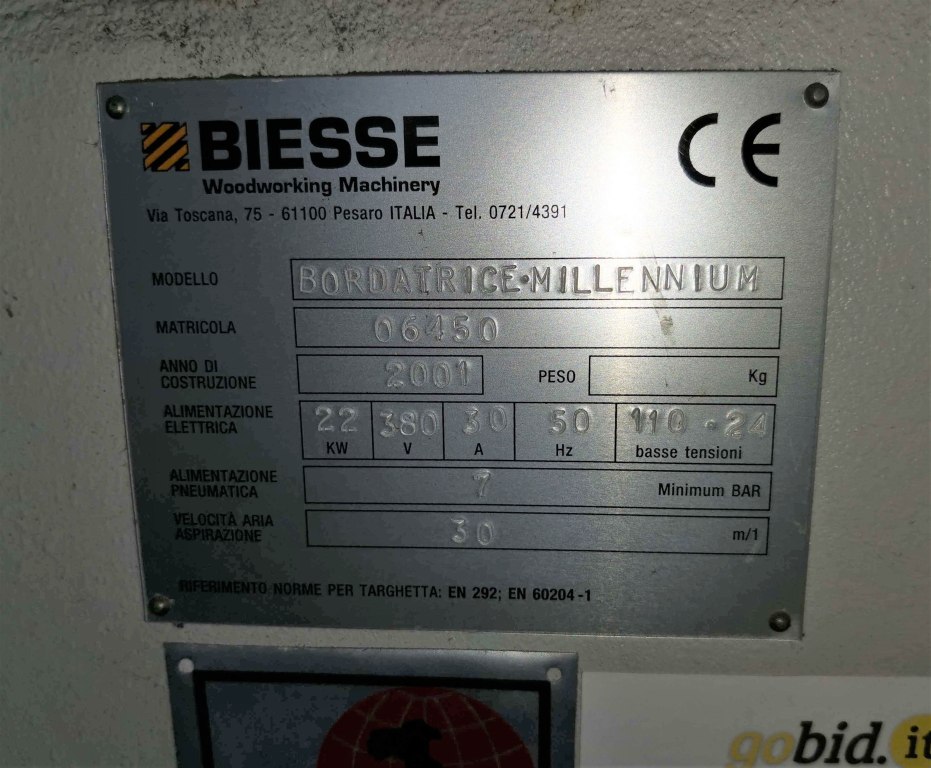 BIESSE
CE
Woodworking Machinery
Via Toscana, 75 - 61100 Pesaro ITALIA - Tel. 0721/4391
MODELLO BORDATRICE·MILLENNIUM
MATRICOLA 06450
ANNO DI COSTRUZIONE 2001 PESO Kg
ALIMENTAZIONE ELETTRICA 22 KW 380 V 30 A 50 Hz 110-24 basse tensioni
ALIMENTAZIONE PNEUMATICA 7 Minimum BAR
VELOCITÀ ARIA ASPIRAZIONE 30 m/1
RIFERIMENTO NORME PER TARGHETTA: EN 292; EN 60204-1
gobid.it